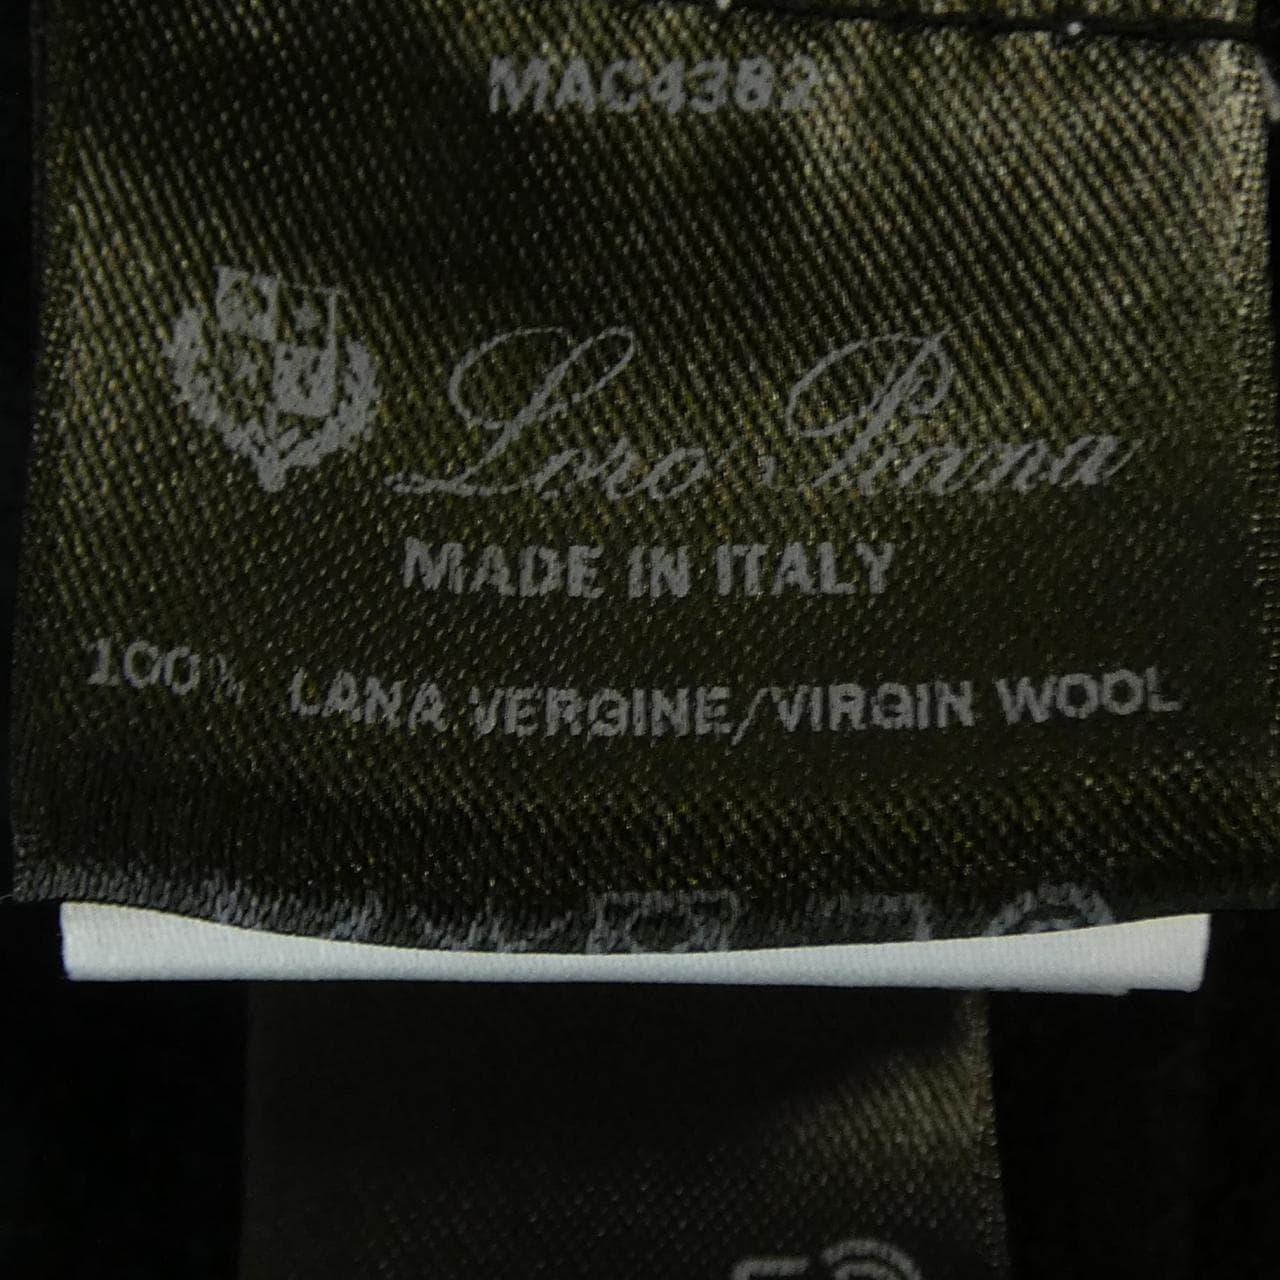 MAC4382
Loro Piana
MADE IN ITALY
100% LANA VERGINE/VIRGIN WOOL